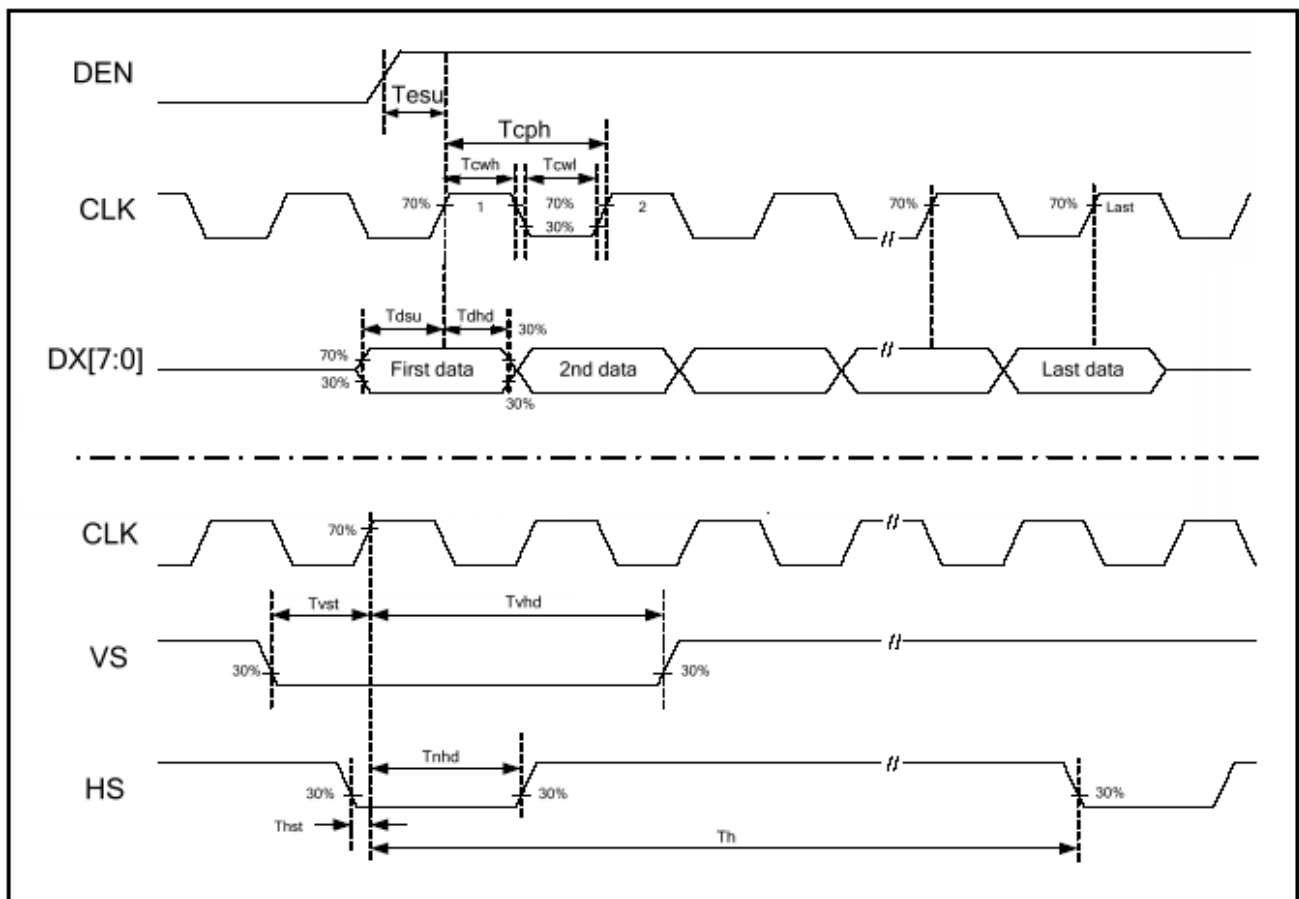 DEN
Tesu
Tcph
Tcwh Tcwl
CLK 70% 1 70% 2 70% 70% Last
30%
Tdsu Tdhd 30%
DX[7:0] 70% First data 2nd data Last data
30% 30%
CLK 70%
Tvst Tvhd
VS 30% 30%
Tnhd
HS 30% 30% 30%
Thst
Th